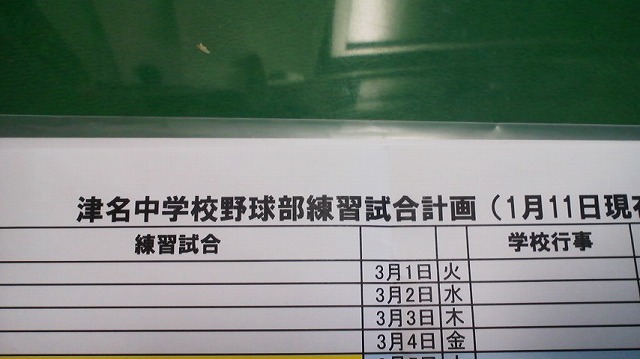 津名中学校野球部練習試合計画（1月11日現在
練習試合 学校行事
3月1日 火
3月2日 水
3月3日 木
3月4日 金